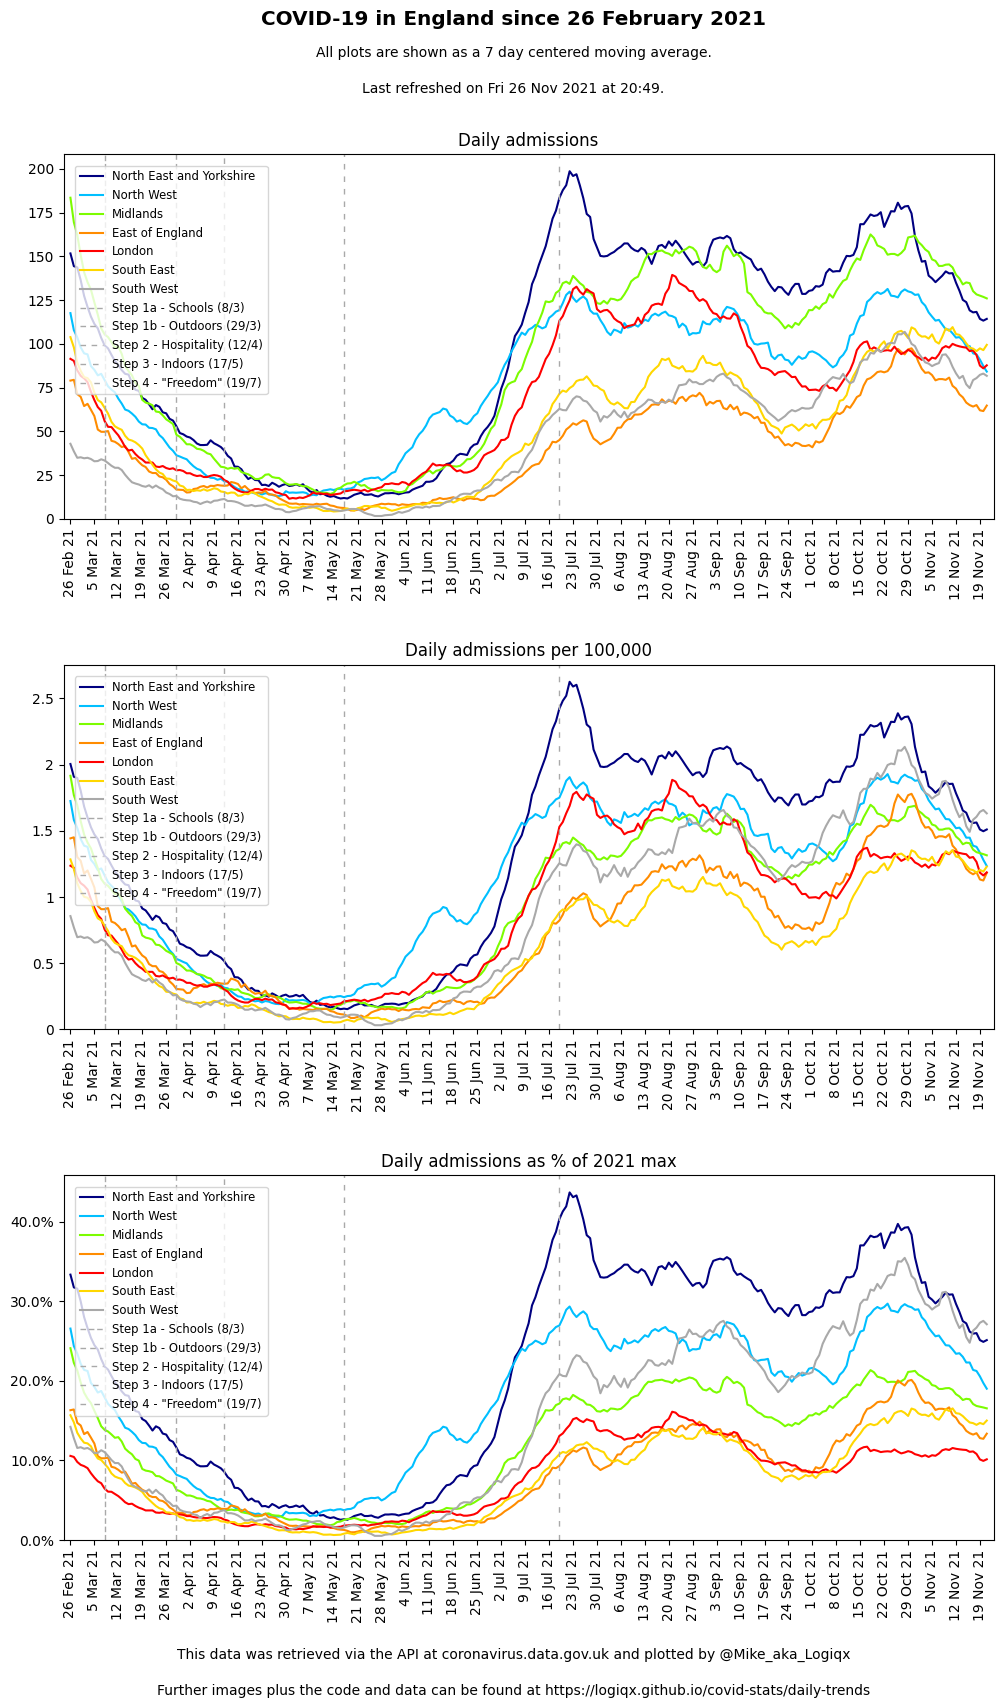 COVID-19 in England since 26 February 2021
All plots are shown as a 7 day centered moving average.
Last refreshed on Fri 26 Nov 2021 at 20:49.
Daily admissions
200
175
150
125
100
75
50
25
0
North East and Yorkshire
North West
Midlands
East of England
London
South East
South West
Step 1a - Schools (8/3)
Step 1b - Outdoors (29/3)
Step 2 - Hospitality (12/4)
Step 3 - Indoors (17/5)
Step 4 - "Freedom" (19/7)
26 Feb 21
5 Mar 21
12 Mar 21
19 Mar 21
26 Mar 21
2 Apr 21
9 Apr 21
16 Apr 21
23 Apr 21
30 Apr 21
7 May 21
14 May 21
21 May 21
28 May 21
4 Jun 21
11 Jun 21
18 Jun 21
25 Jun 21
2 Jul 21
9 Jul 21
16 Jul 21
23 Jul 21
30 Jul 21
6 Aug 21
13 Aug 21
20 Aug 21
27 Aug 21
3 Sep 21
10 Sep 21
17 Sep 21
24 Sep 21
1 Oct 21
8 Oct 21
15 Oct 21
22 Oct 21
29 Oct 21
5 Nov 21
12 Nov 21
19 Nov 21
Daily admissions per 100,000
2.5
2
1.5
1
0.5
0
North East and Yorkshire
North West
Midlands
East of England
London
South East
South West
Step 1a - Schools (8/3)
Step 1b - Outdoors (29/3)
Step 2 - Hospitality (12/4)
Step 3 - Indoors (17/5)
Step 4 - "Freedom" (19/7)
26 Feb 21
5 Mar 21
12 Mar 21
19 Mar 21
26 Mar 21
2 Apr 21
9 Apr 21
16 Apr 21
23 Apr 21
30 Apr 21
7 May 21
14 May 21
21 May 21
28 May 21
4 Jun 21
11 Jun 21
18 Jun 21
25 Jun 21
2 Jul 21
9 Jul 21
16 Jul 21
23 Jul 21
30 Jul 21
6 Aug 21
13 Aug 21
20 Aug 21
27 Aug 21
3 Sep 21
10 Sep 21
17 Sep 21
24 Sep 21
1 Oct 21
8 Oct 21
15 Oct 21
22 Oct 21
29 Oct 21
5 Nov 21
12 Nov 21
19 Nov 21
Daily admissions as % of 2021 max
40.0%
30.0%
20.0%
10.0%
0.0%
North East and Yorkshire
North West
Midlands
East of England
London
South East
South West
Step 1a - Schools (8/3)
Step 1b - Outdoors (29/3)
Step 2 - Hospitality (12/4)
Step 3 - Indoors (17/5)
Step 4 - "Freedom" (19/7)
26 Feb 21
5 Mar 21
12 Mar 21
19 Mar 21
26 Mar 21
2 Apr 21
9 Apr 21
16 Apr 21
23 Apr 21
30 Apr 21
7 May 21
14 May 21
21 May 21
28 May 21
4 Jun 21
11 Jun 21
18 Jun 21
25 Jun 21
2 Jul 21
9 Jul 21
16 Jul 21
23 Jul 21
30 Jul 21
6 Aug 21
13 Aug 21
20 Aug 21
27 Aug 21
3 Sep 21
10 Sep 21
17 Sep 21
24 Sep 21
1 Oct 21
8 Oct 21
15 Oct 21
22 Oct 21
29 Oct 21
5 Nov 21
12 Nov 21
19 Nov 21
This data was retrieved via the API at coronavirus.data.gov.uk and plotted by @Mike_aka_Logiqx
Further images plus the code and data can be found at https://logiqx.github.io/covid-stats/daily-trends